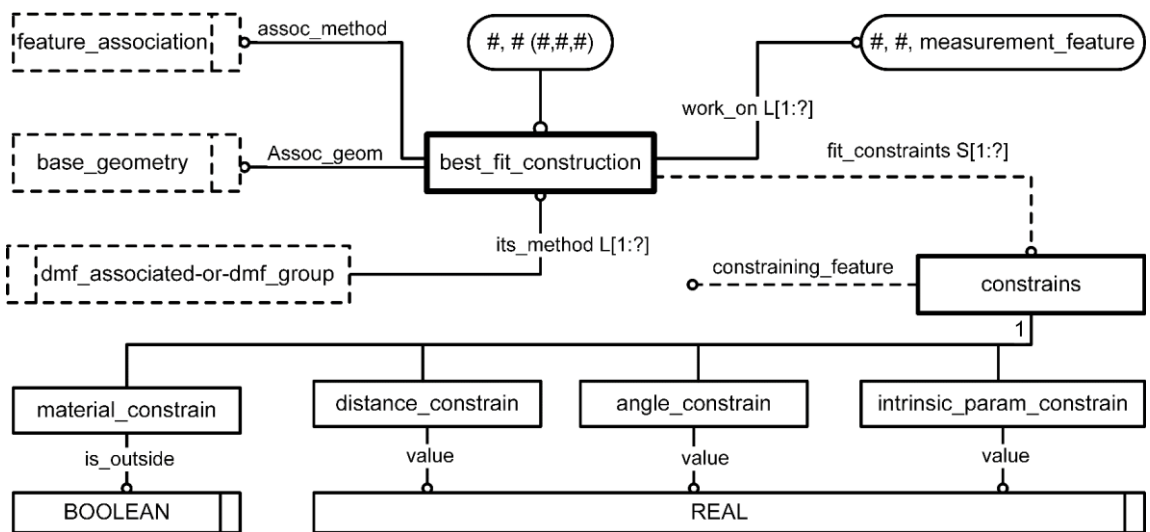 feature_association
assoc_method
#, # (#,#,#)
#, #, measurement_feature
work_on L[1:?]
base_geometry
Assoc_geom
best_fit_construction
fit_constraints S[1:?]
its_method L[1:?]
dmf_associated-or-dmf_group
constraining_feature
constrains
1
material_constrain
distance_constrain
angle_constrain
intrinsic_param_constrain
is_outside
value
value
value
BOOLEAN
REAL